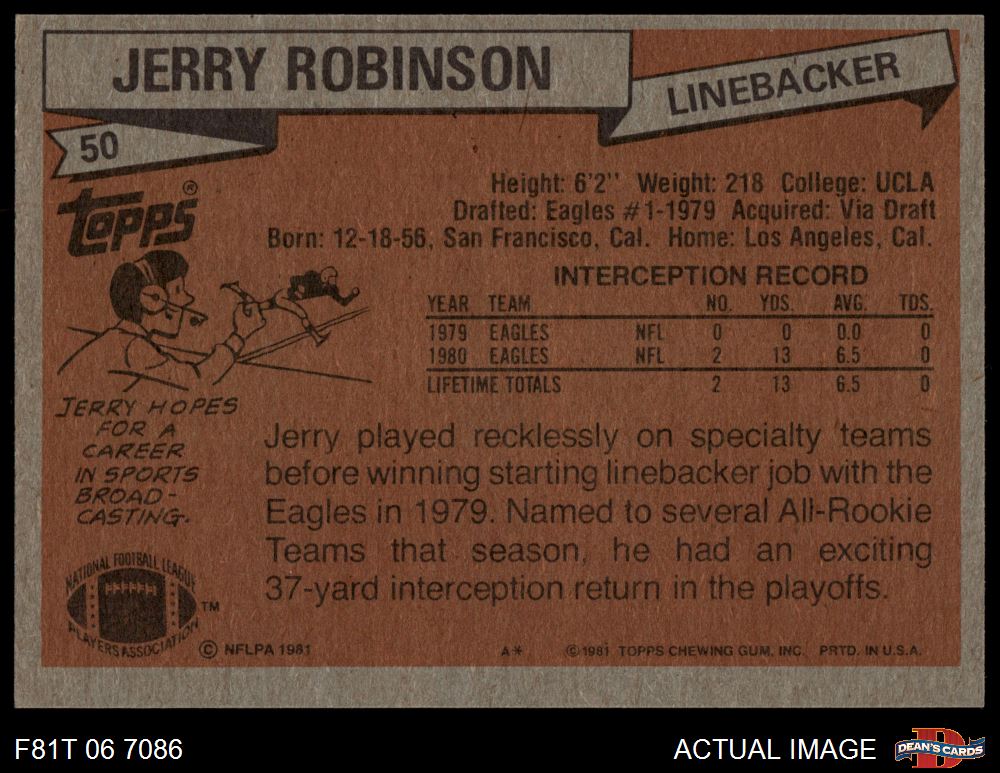 JERRY ROBINSON
LINEBACKER
50
TOPPS®
Height: 6'2" Weight: 218 College: UCLA
Drafted: Eagles #1-1979 Acquired: Via Draft
Born: 12-18-56, San Francisco, Cal. Home: Los Angeles, Cal.
INTERCEPTION RECORD
YEAR TEAM NO. YDS. AVG. TDS.
1979 EAGLES NFL 0 0 0.0 0
1980 EAGLES NFL 2 13 6.5 0
LIFETIME TOTALS 2 13 6.5 0
JERRY HOPES
FOR A
CAREER
IN SPORTS
BROAD-
CASTING.
Jerry played recklessly on specialty teams
before winning starting linebacker job with the
Eagles in 1979. Named to several All-Rookie
Teams that season, he had an exciting
37-yard interception return in the playoffs.
NATIONAL FOOTBALL LEAGUE
PLAYERS ASSOCIATION
TM
© NFLPA 1981
A* © 1981 TOPPS CHEWING GUM, INC. PRTD. IN U.S.A.
F81T 06 7086
ACTUAL IMAGE
D
DEAN'S CARDS